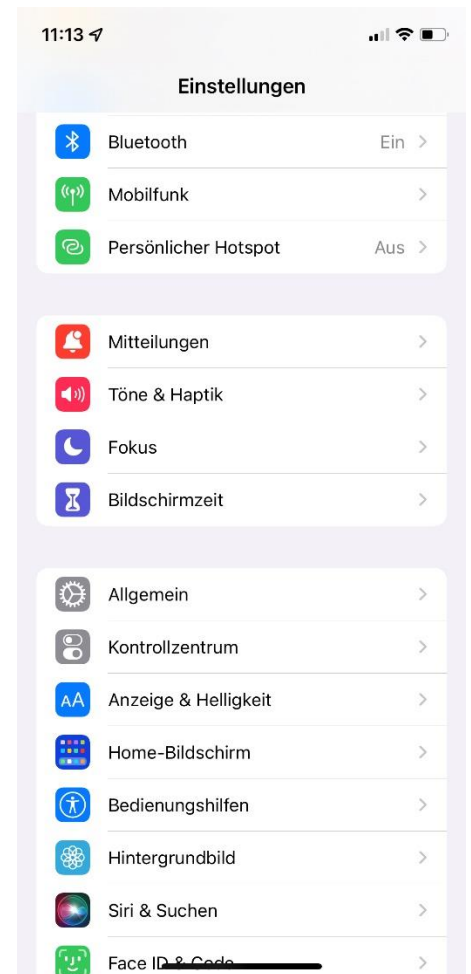 11:13
Einstellungen
Bluetooth Ein
Mobilfunk
Persönlicher Hotspot Aus
Mitteilungen
Töne & Haptik
Fokus
Bildschirmzeit
Allgemein
Kontrollzentrum
AA Anzeige & Helligkeit
Home-Bildschirm
Bedienungshilfen
Hintergrundbild
Siri & Suchen
Face ID & Code